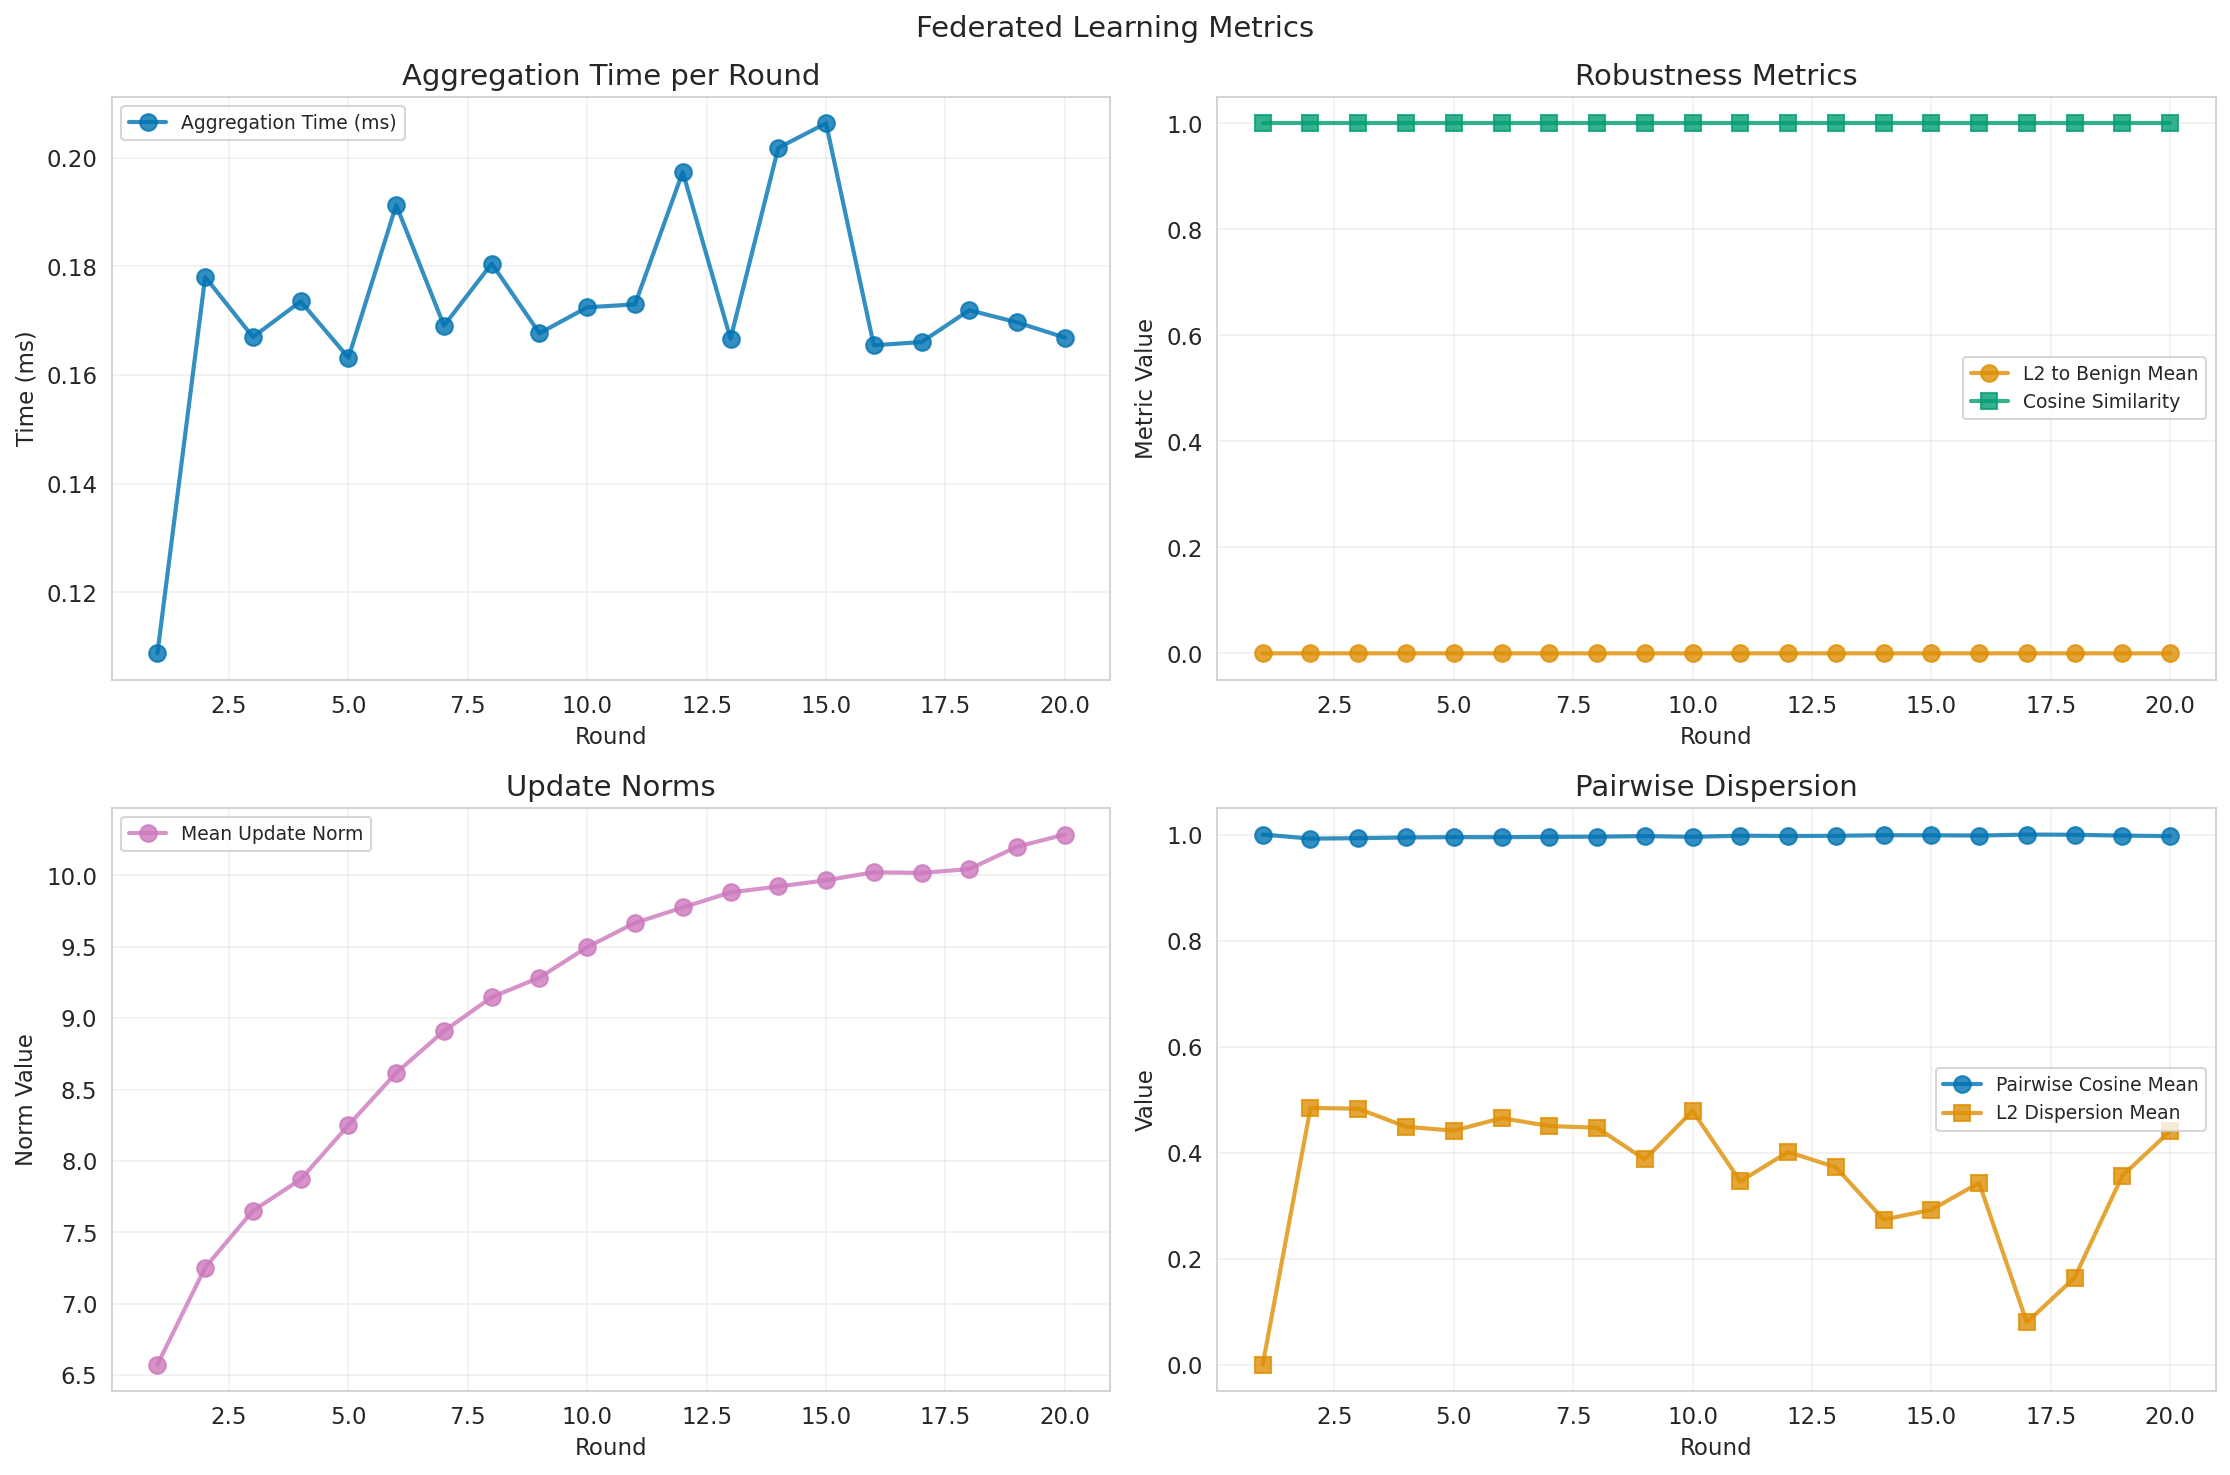 Federated Learning Metrics
Aggregation Time per Round
Aggregation Time (ms)
Time (ms)
0.20
0.18
0.16
0.14
0.12
2.5 5.0 7.5 10.0 12.5 15.0 17.5 20.0
Round
Robustness Metrics
Metric Value
1.0
0.8
0.6
0.4
0.2
0.0
L2 to Benign Mean
Cosine Similarity
2.5 5.0 7.5 10.0 12.5 15.0 17.5 20.0
Round
Update Norms
Mean Update Norm
Norm Value
10.0
9.5
9.0
8.5
8.0
7.5
7.0
6.5
2.5 5.0 7.5 10.0 12.5 15.0 17.5 20.0
Round
Pairwise Dispersion
Value
1.0
0.8
0.6
0.4
0.2
0.0
Pairwise Cosine Mean
L2 Dispersion Mean
2.5 5.0 7.5 10.0 12.5 15.0 17.5 20.0
Round